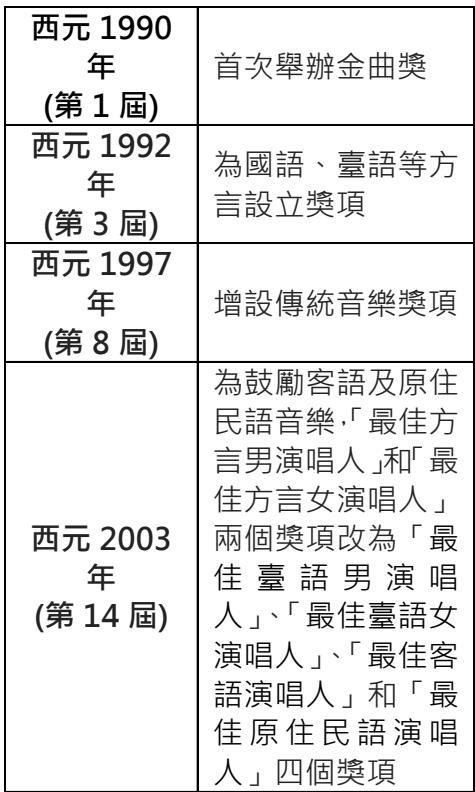 西元 1990
年
(第 1 屆)
首次舉辦金曲獎
西元 1992
年
(第 3 屆)
為國語、臺語等方
言設立獎項
西元 1997
年
(第 8 屆)
增設傳統音樂獎項
西元 2003
年
(第 14 屆)
為鼓勵客語及原住
民語音樂,「最佳方
言男演唱人」和「最
佳方言女演唱人」
兩個獎項改為「最
佳臺語男演唱
人」、「最佳臺語女
演唱人」、「最佳客
語演唱人」和「最
佳原住民語演唱
人」四個獎項